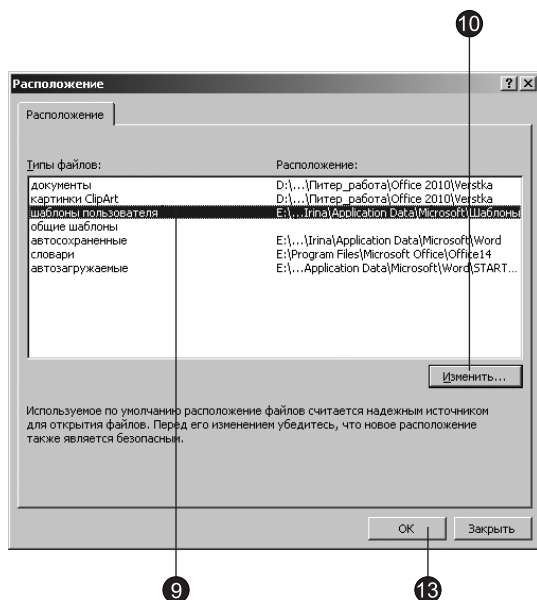 10
Расположение
Расположение
Типы файлов: Расположение:
документы D:\...\Питер_работа\Office 2010\Verstka
картинки ClipArt D:\...\Питер_работа\Office 2010\Verstka
шаблоны пользователя E:\...Irina\Application Data\Microsoft\Шаблоны
общие шаблоны
автосохраненные E:\...\Irina\Application Data\Microsoft\Word
словари E:\Program Files\Microsoft Office\Office14
автозагружаемые E:\...Application Data\Microsoft\Word\START...
Изменить...
Используемое по умолчанию расположение файлов считается надежным источником
для открытия файлов. Перед его изменением убедитесь, что новое расположение
также является безопасным.
ОК Закрыть
9 13